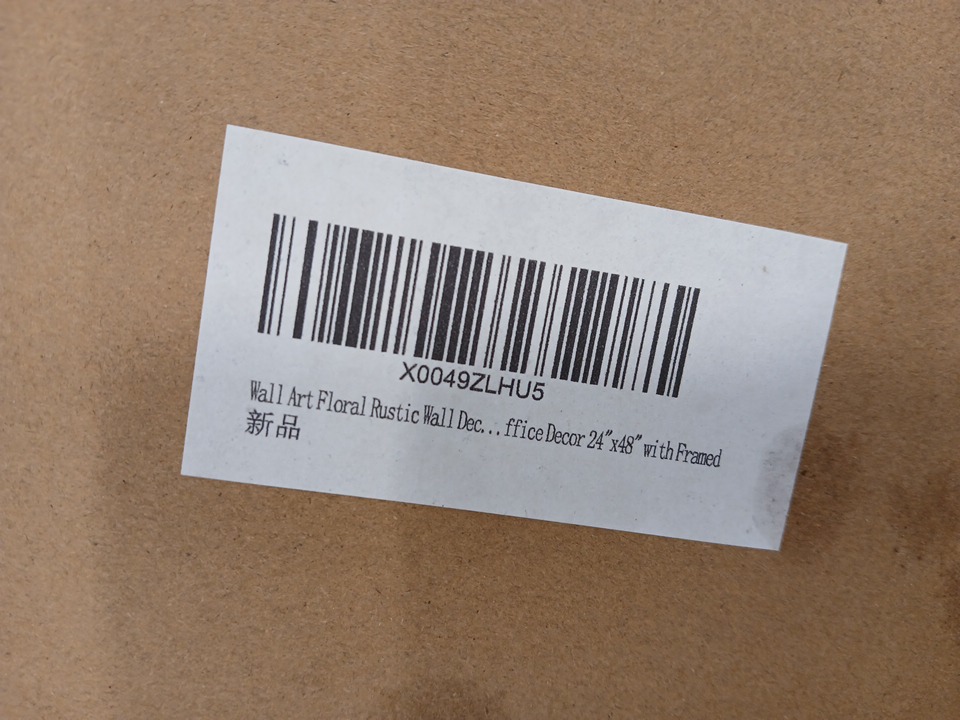 X0049ZLHU5
Wall Art Floral Rustic Wall Dec...ffice Decor 24"x48" with Framed
新品